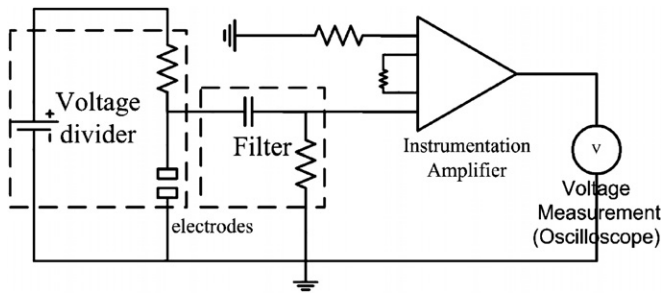 Voltage
divider
+
-
Filter
electrodes
Instrumentation
Amplifier
V
Voltage
Measurement
(Oscilloscope)